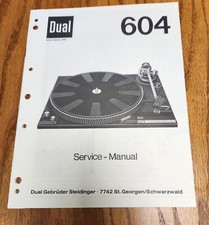 Dual
604
Service - Manual
Dual Gebrüder Steidinger · 7742 St. Georgen/Schwarzwald